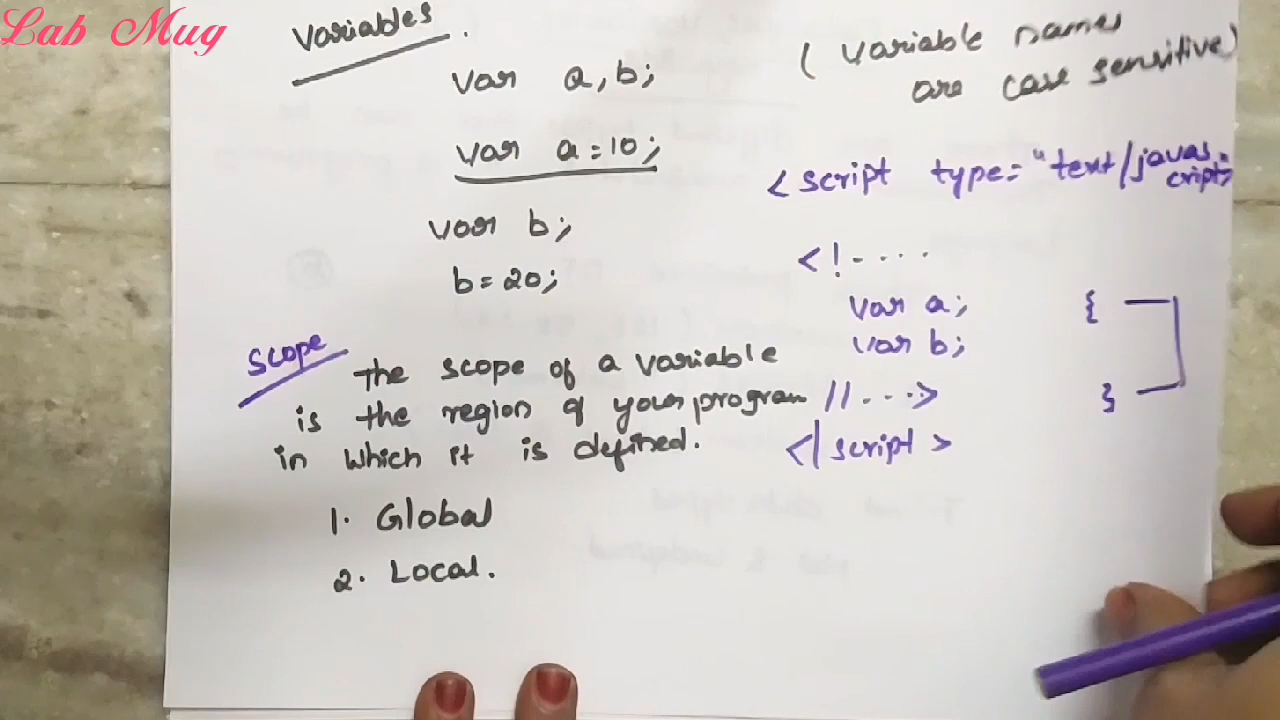 Lab Mug
Variables.
var a,b;
var a=10;
var b;
b=20;
(variable names
are case sensitive)
<script type="text/javas-
cript>
<!- - - -
var a;
var b;
{
}
//- - - ->
</script>
Scope
The scope of a variable
is the region of your program
in which it is defined.
1. Global
2. Local.